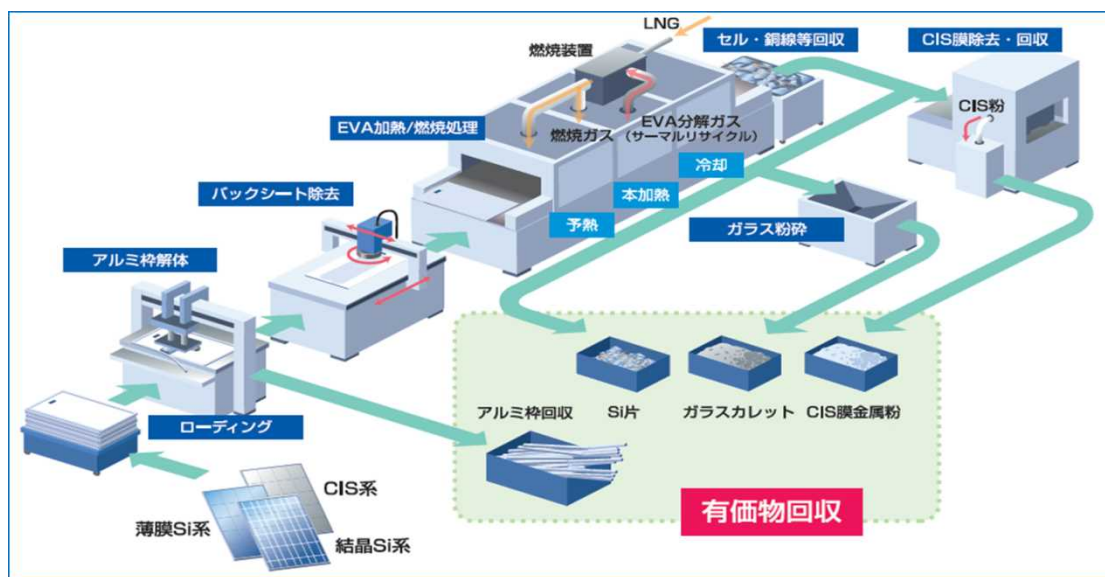 LNG
燃焼装置
セル・銅線等回収
CIS膜除去・回収
CIS粉
EVA加熱/燃焼処理
燃焼ガス
EVA分解ガス
(サーマルリサイクル)
冷却
本加熱
予熱
バックシート除去
ガラス粉砕
アルミ枠解体
ローディング
アルミ枠回収
Si片
ガラスカレット
CIS膜金属粉
有価物回収
CIS系
薄膜Si系
結晶Si系